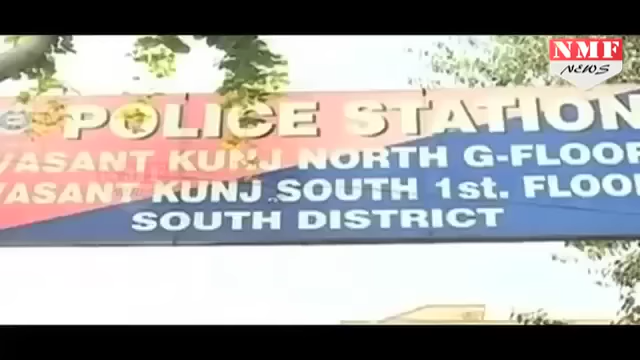 NMF
NEWS
POLICE STATION
VASANT KUNJ NORTH G-FLOOR
VASANT KUNJ SOUTH 1st. FLOOR
SOUTH DISTRICT